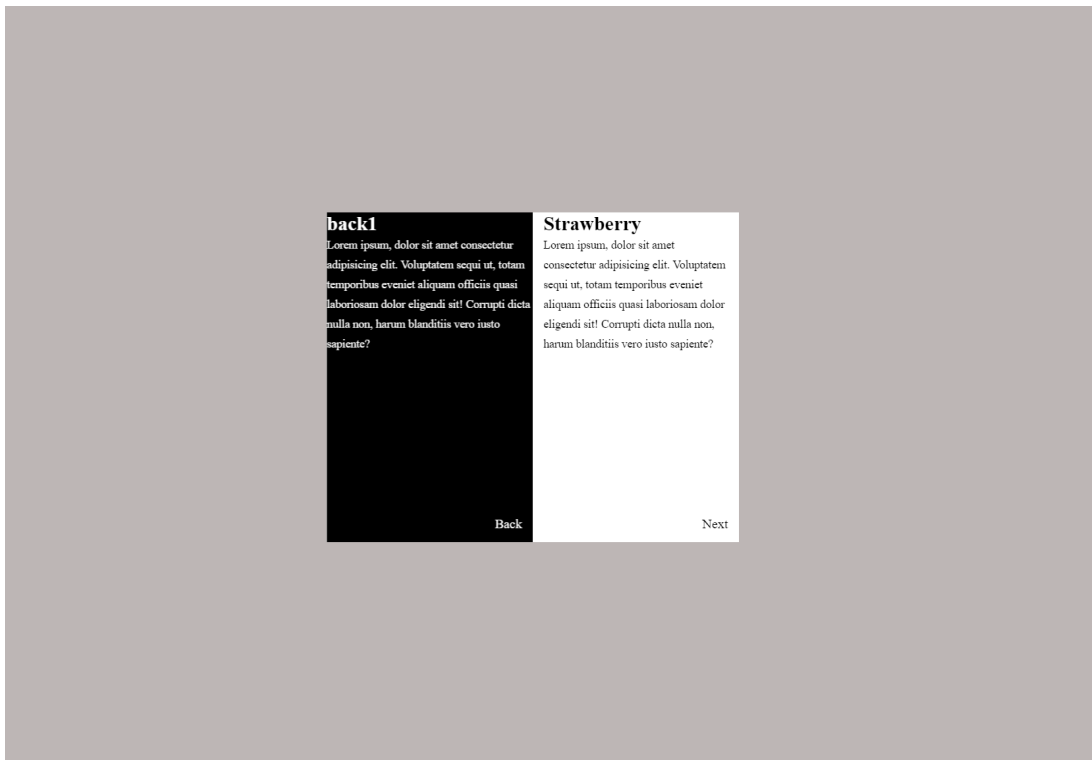 back1
Lorem ipsum, dolor sit amet consectetur
adipisicing elit. Voluptatem sequi ut, totam
temporibus eveniet aliquam officiis quasi
laboriosam dolor eligendi sit! Corrupti dicta
nulla non, harum blanditiis vero iusto
sapiente?
Back
Strawberry
Lorem ipsum, dolor sit amet
consectetur adipisicing elit. Voluptatem
sequi ut, totam temporibus eveniet
aliquam officiis quasi laboriosam dolor
eligendi sit! Corrupti dicta nulla non,
harum blanditiis vero iusto sapiente?
Next